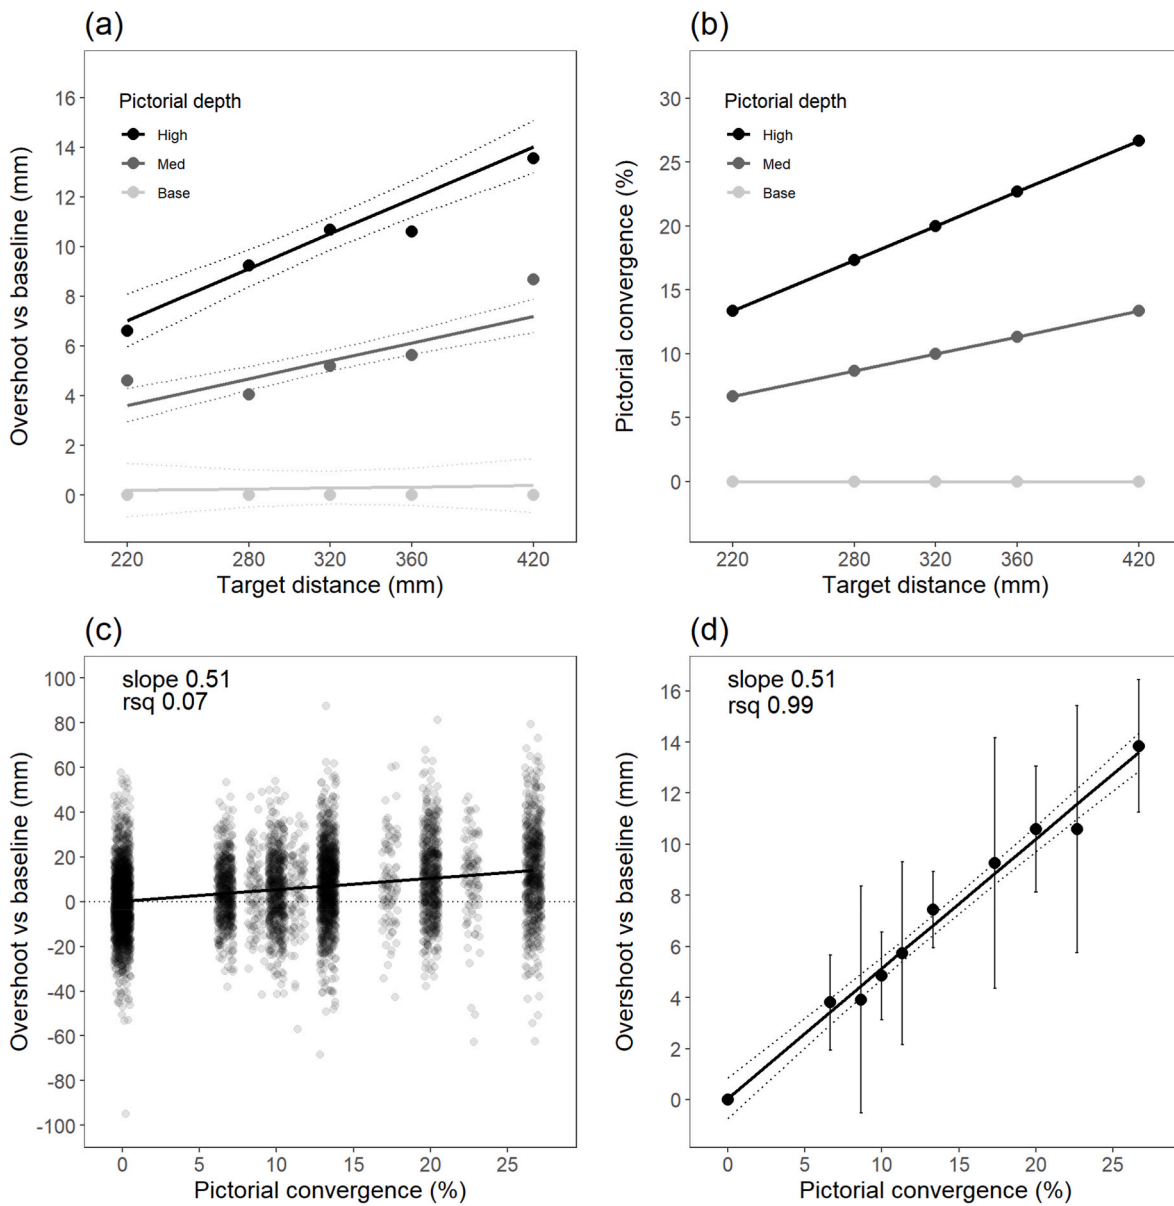 (a)
Overshoot vs baseline (mm)
16
14
12
10
8
6
4
2
0
Pictorial depth
High
Med
Base
220 280 320 360 420
Target distance (mm)
(b)
Pictorial convergence (%)
30
25
20
15
10
5
0
Pictorial depth
High
Med
Base
220 280 320 360 420
Target distance (mm)
(c)
Overshoot vs baseline (mm)
100
80
60
40
20
0
-20
-40
-60
-80
-100
slope 0.51
rsq 0.07
0 5 10 15 20 25
Pictorial convergence (%)
(d)
Overshoot vs baseline (mm)
16
14
12
10
8
6
4
2
0
slope 0.51
rsq 0.99
0 5 10 15 20 25
Pictorial convergence (%)